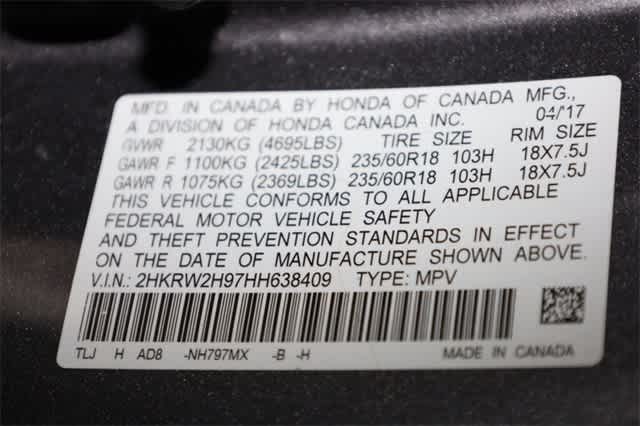 MFD. IN CANADA BY HONDA OF CANADA MFG.,
A DIVISION OF HONDA CANADA INC. 04/'17
GVWR 2130KG (4695LBS) TIRE SIZE RIM SIZE
GAWR F 1100KG (2425LBS) 235/60R18 103H 18X7.5J
GAWR R 1075KG (2369LBS) 235/60R18 103H 18X7.5J
THIS VEHICLE CONFORMS TO ALL APPLICABLE
FEDERAL MOTOR VEHICLE SAFETY
AND THEFT PREVENTION STANDARDS IN EFFECT
ON THE DATE OF MANUFACTURE SHOWN ABOVE.
V.I.N.: 2HKRW2H97HH638409 TYPE: MPV
TLJ H AD8 -NH797MX -B -H MADE IN CANADA